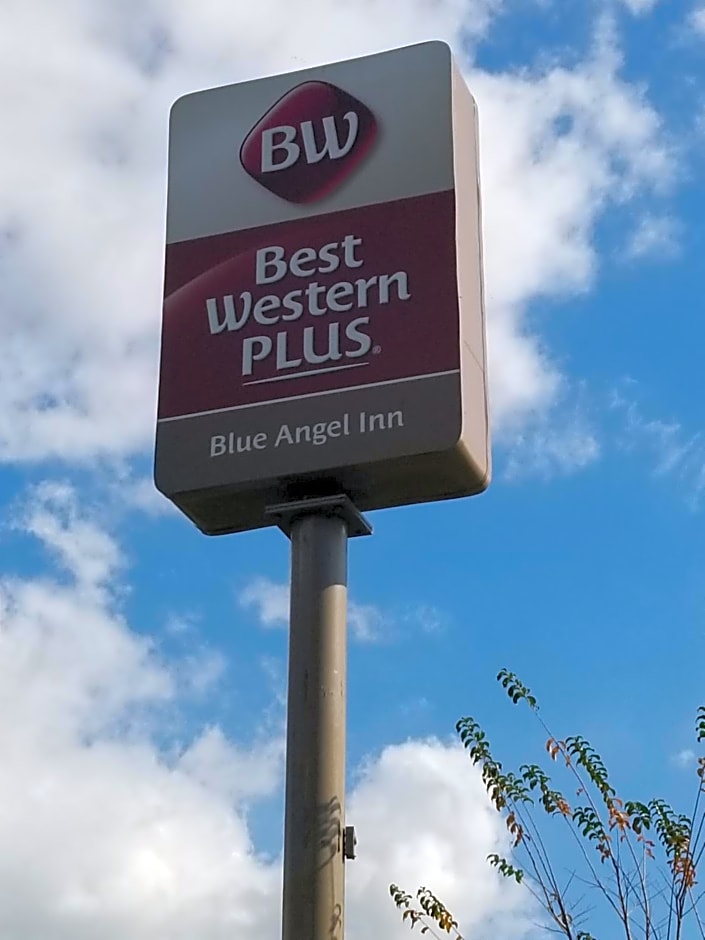 BW
Best
Western
PLUS®
Blue Angel Inn